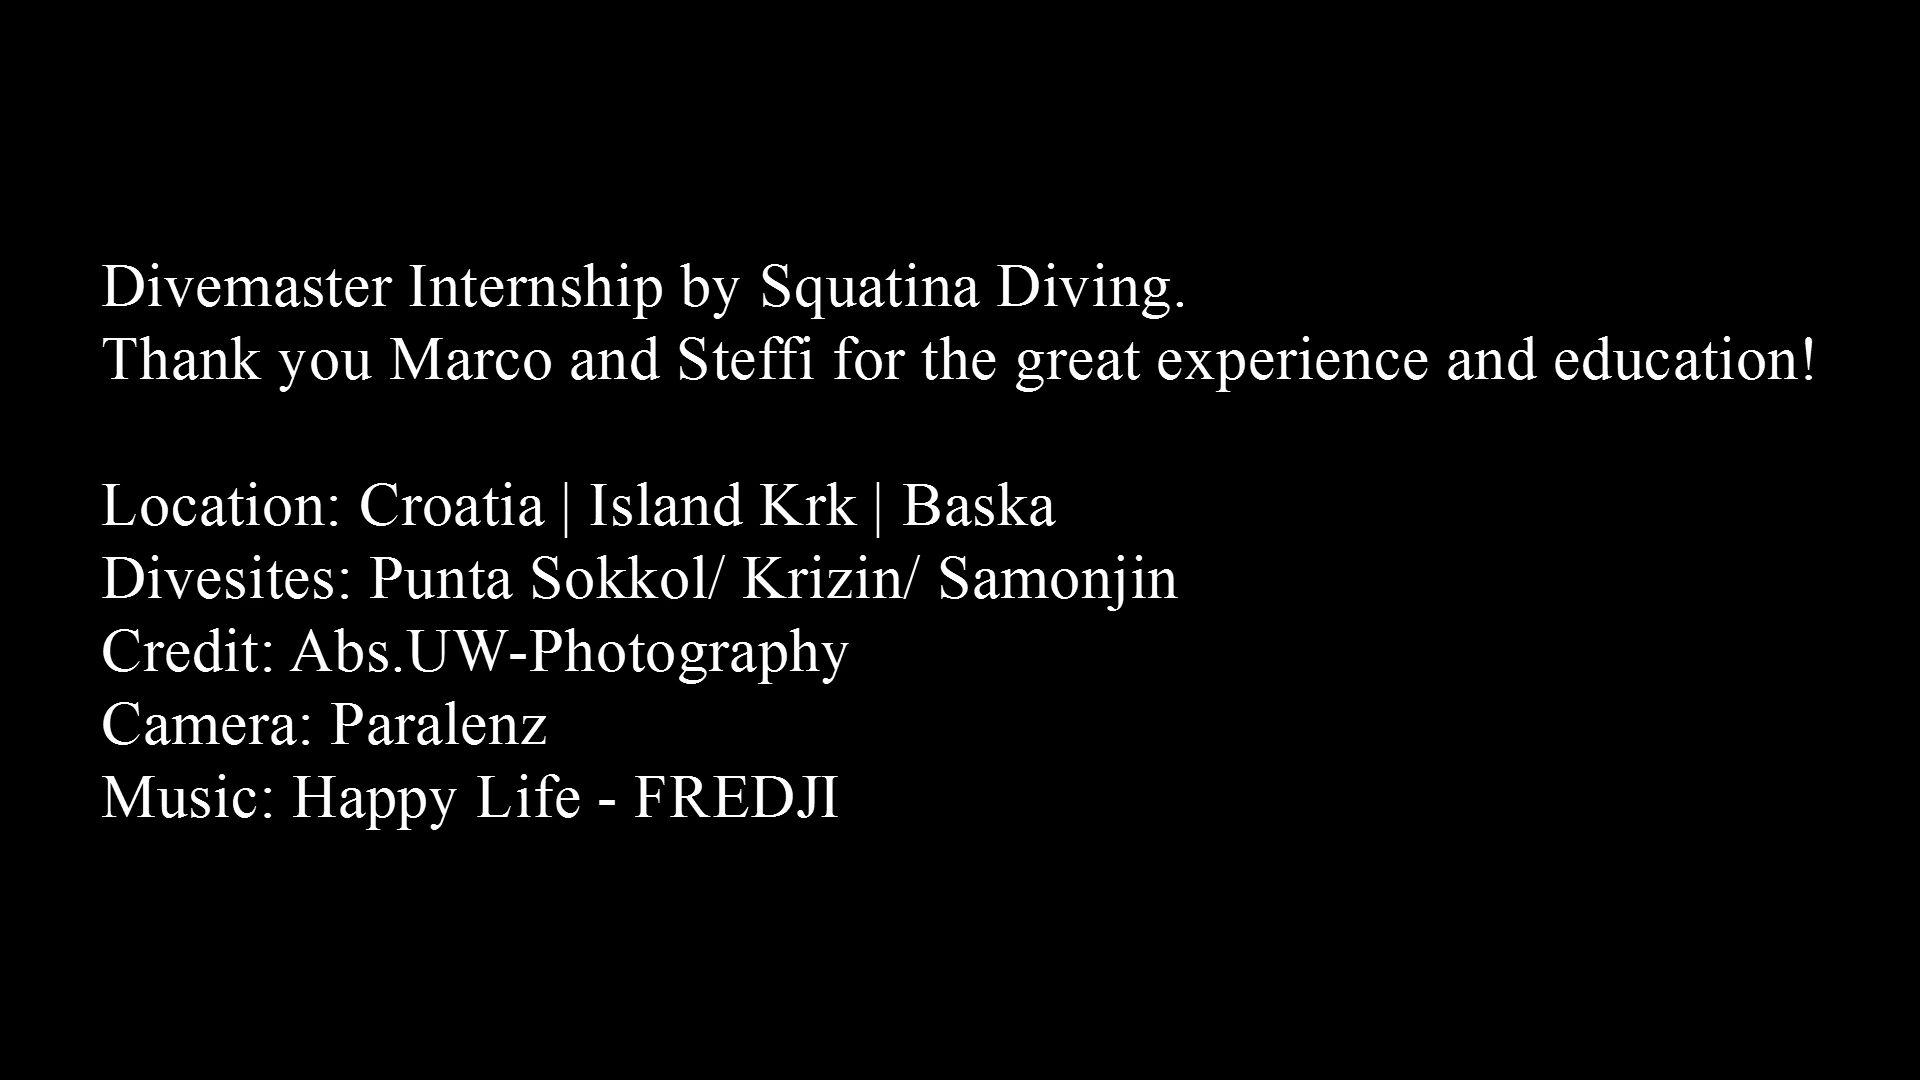 Divemaster Internship by Squatina Diving.
Thank you Marco and Steffi for the great experience and education!
Location: Croatia | Island Krk | Baska
Divesites: Punta Sokkol/ Krizin/ Samonjin
Credit: Abs.UW-Photography
Camera: Paralenz
Music: Happy Life - FREDJI